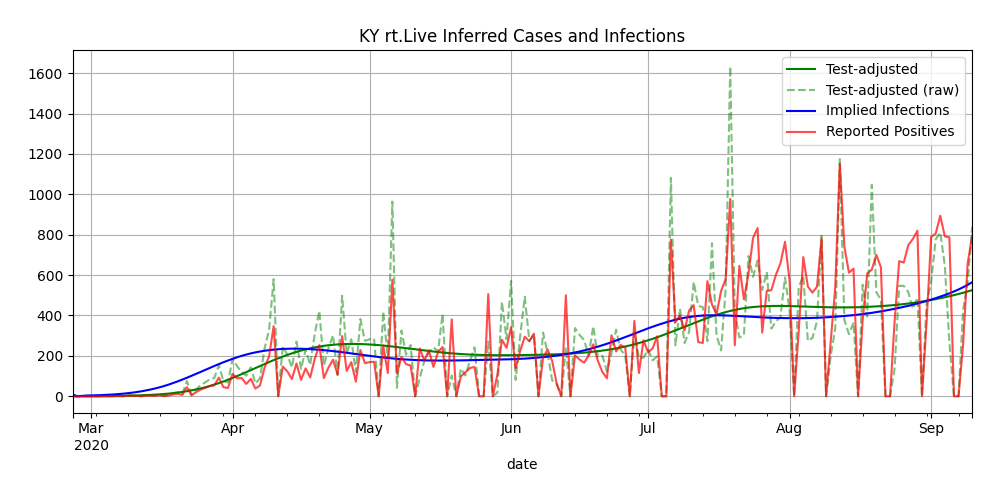 KY rt.Live Inferred Cases and Infections
1600
1400
1200
1000
800
600
400
200
0
Test-adjusted
Test-adjusted (raw)
Implied Infections
Reported Positives
Mar Apr May Jun Jul Aug Sep
2020
date